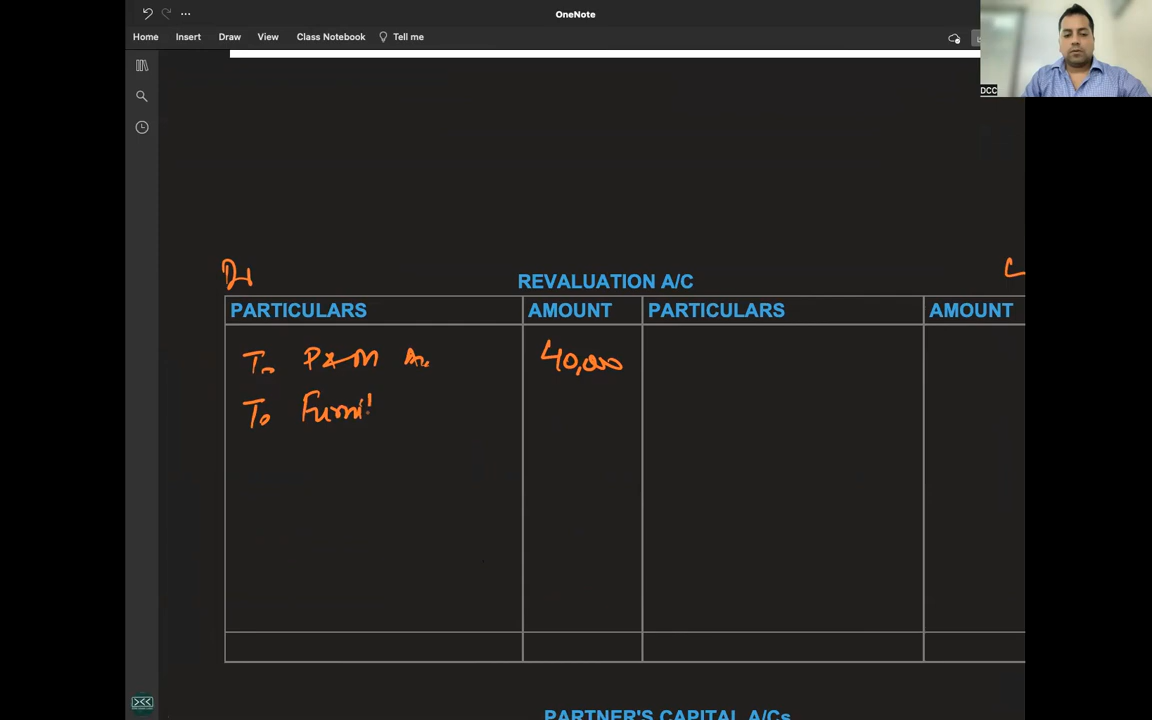 OneNote
Home Insert Draw View Class Notebook Tell me
DCC
Dr
REVALUATION A/C
PARTICULARS AMOUNT PARTICULARS AMOUNT
To P&M A/c 40,000
To Furni
PARTNER'S CAPITAL A/Cs